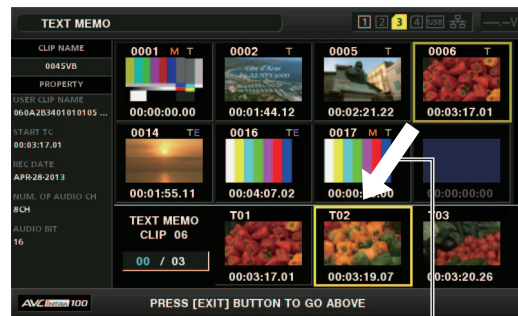 TEXT MEMO
1 2 3 4 USB --.-V
CLIP NAME
0045VB
PROPERTY
USER CLIP NAME
060A2B3401010105 ...
START TC
00:03:17.01
REC DATE
APR-28-2013
NUM. OF AUDIO CH
8CH
AUDIO BIT
16
0001 M T
00:00:00.00
0002 T
Côte d'Azur
00:01:44.12
0005 T
00:02:21.22
0006 T
00:03:17.01
0014 TE
00:01:55.11
0016 TE
00:04:07.02
0017 M T
00:00:00:00
TEXT MEMO
CLIP 06
00 / 03
T01
00:03:17.01
T02
00:03:19.07
T03
00:03:20.26
AVC INTRA 100
PRESS [EXIT] BUTTON TO GO ABOVE